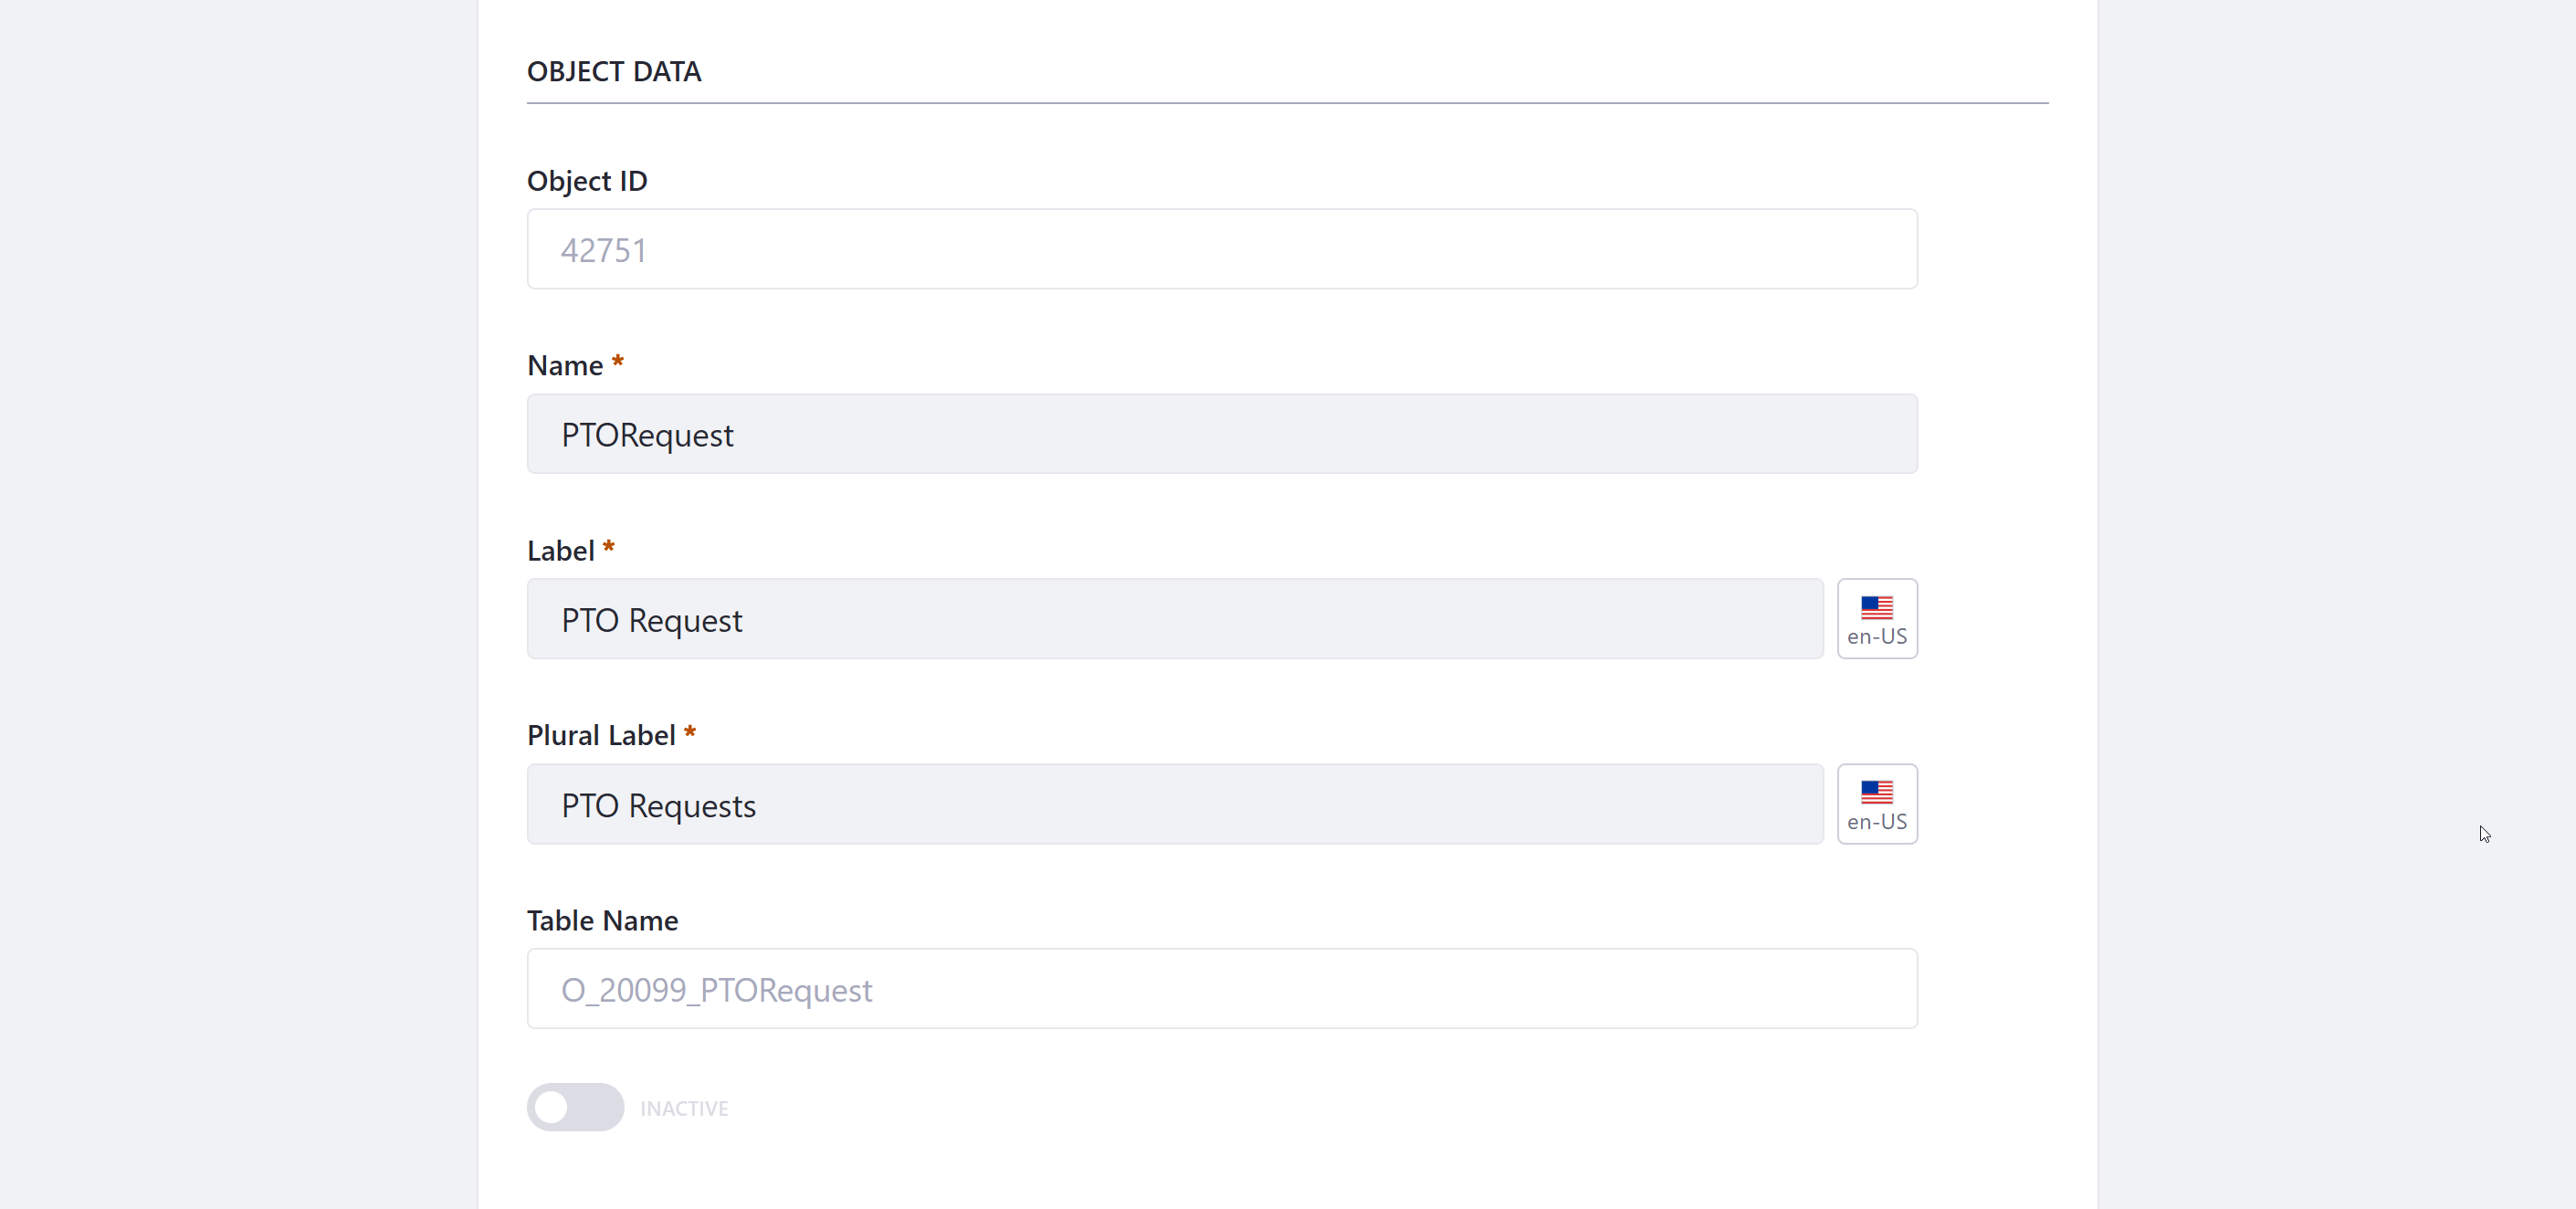 OBJECT DATA
Object ID
42751
Name *
PTORequest
Label *
PTO Request
en-US
Plural Label *
PTO Requests
en-US
Table Name
O_20099_PTORequest
INACTIVE